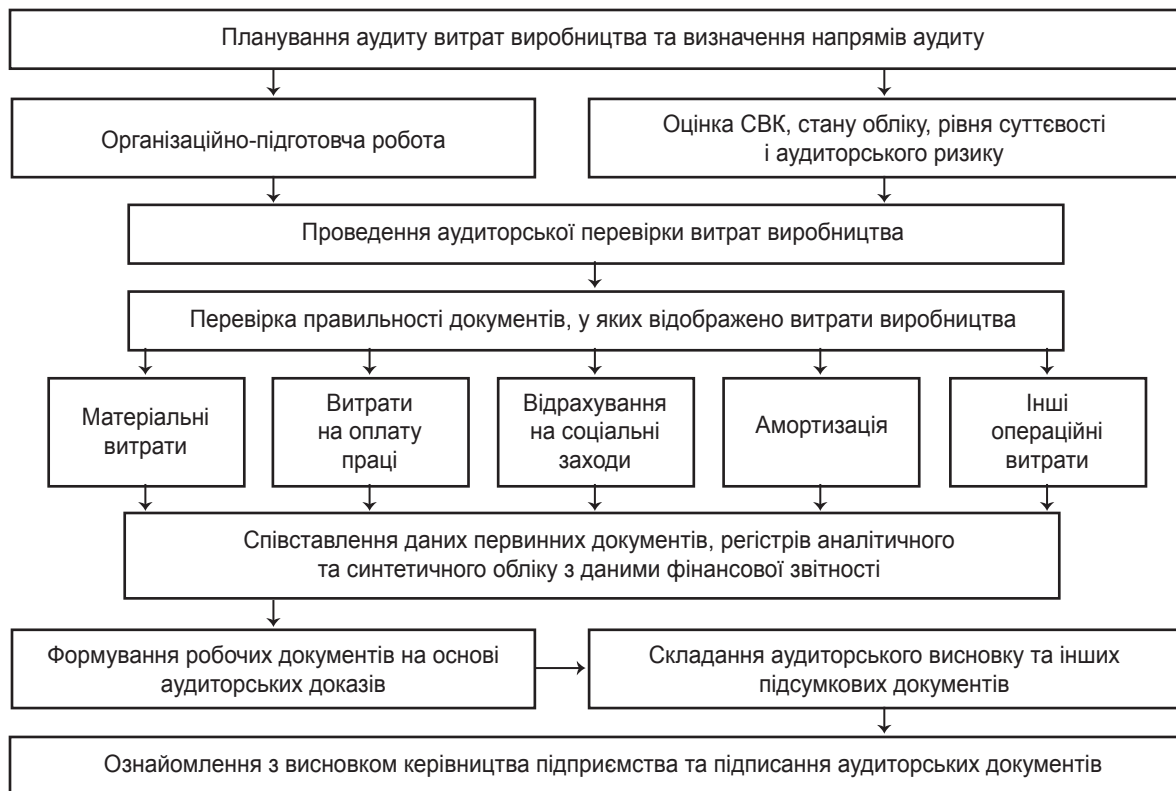 Планування аудиту витрат виробництва та визначення напрямів аудиту
Організаційно-підготовча робота
Оцінка СВК, стану обліку, рівня суттєвості
і аудиторського ризику
Проведення аудиторської перевірки витрат виробництва
Перевірка правильності документів, у яких відображено витрати виробництва
Матеріальні
витрати
Витрати
на оплату
праці
Відрахування
на соціальні
заходи
Амортизація
Інші
операційні
витрати
Співставлення даних первинних документів, регістрів аналітичного
та синтетичного обліку з даними фінансової звітності
Формування робочих документів на основі
аудиторських доказів
Складання аудиторського висновку та інших
підсумкових документів
Ознайомлення з висновком керівництва підприємства та підписання аудиторських документів